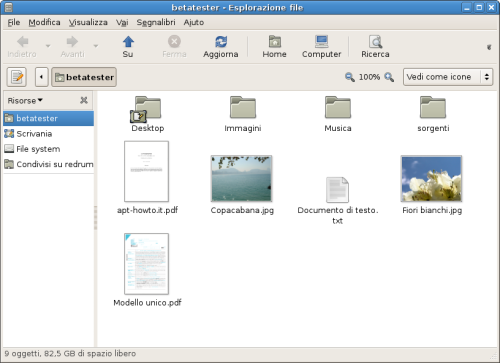 betatester - Esplorazione file
File Modifica Visualizza Vai Segnalibri Aiuto
Indietro Avanti Su Ferma Aggiorna Home Computer Ricerca
betatester 100% Vedi come icone
Risorse
betatester
Scrivania
File system
Condivisi su redrum
Desktop Immagini Musica sorgenti
apt-howto.it.pdf Copacabana.jpg Documento di testo.
txt Fiori bianchi.jpg
Modello unico.pdf
9 oggetti, 82,5 GB di spazio libero